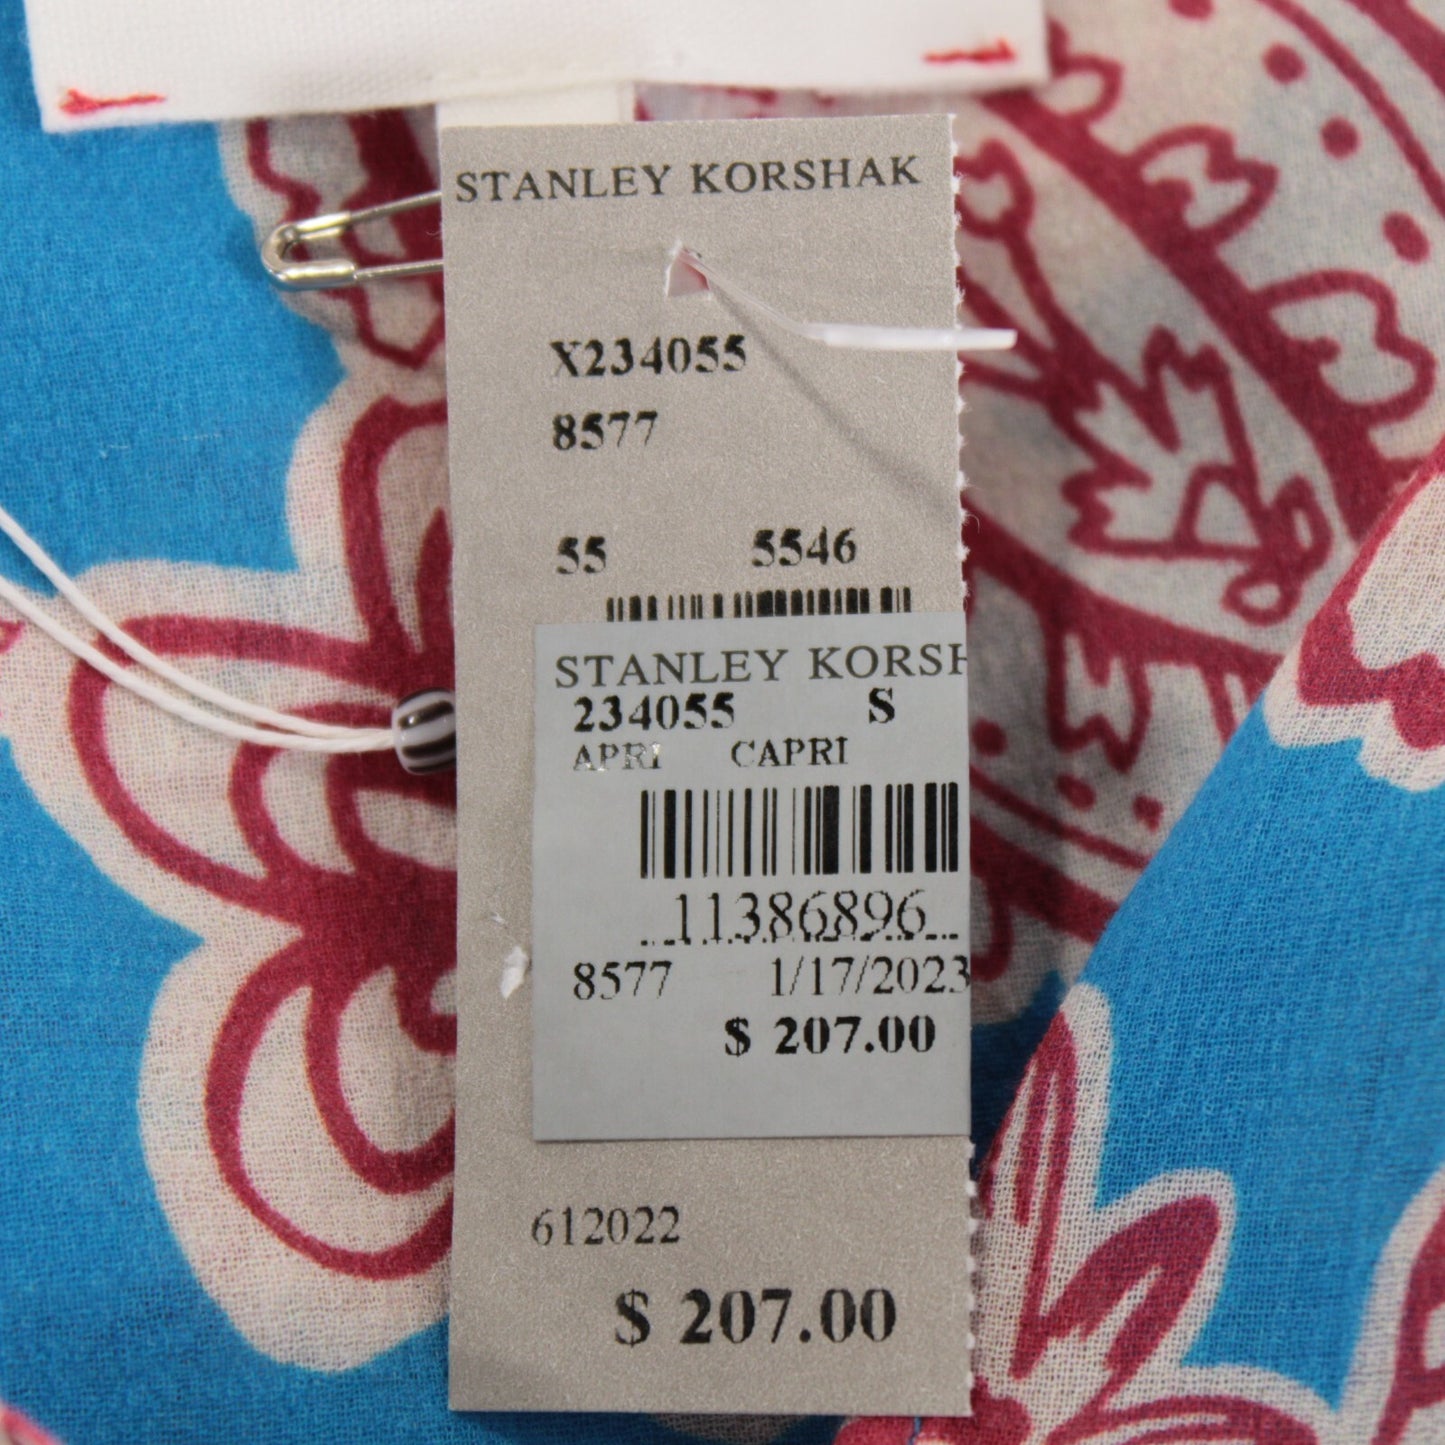 STANLEY KORSHAK
X234055
8577
55 5546
STANLEY KORSH
234055 S
APRI CAPRI
11386896
8577 1/17/2023
$ 207.00
612022
$ 207.00